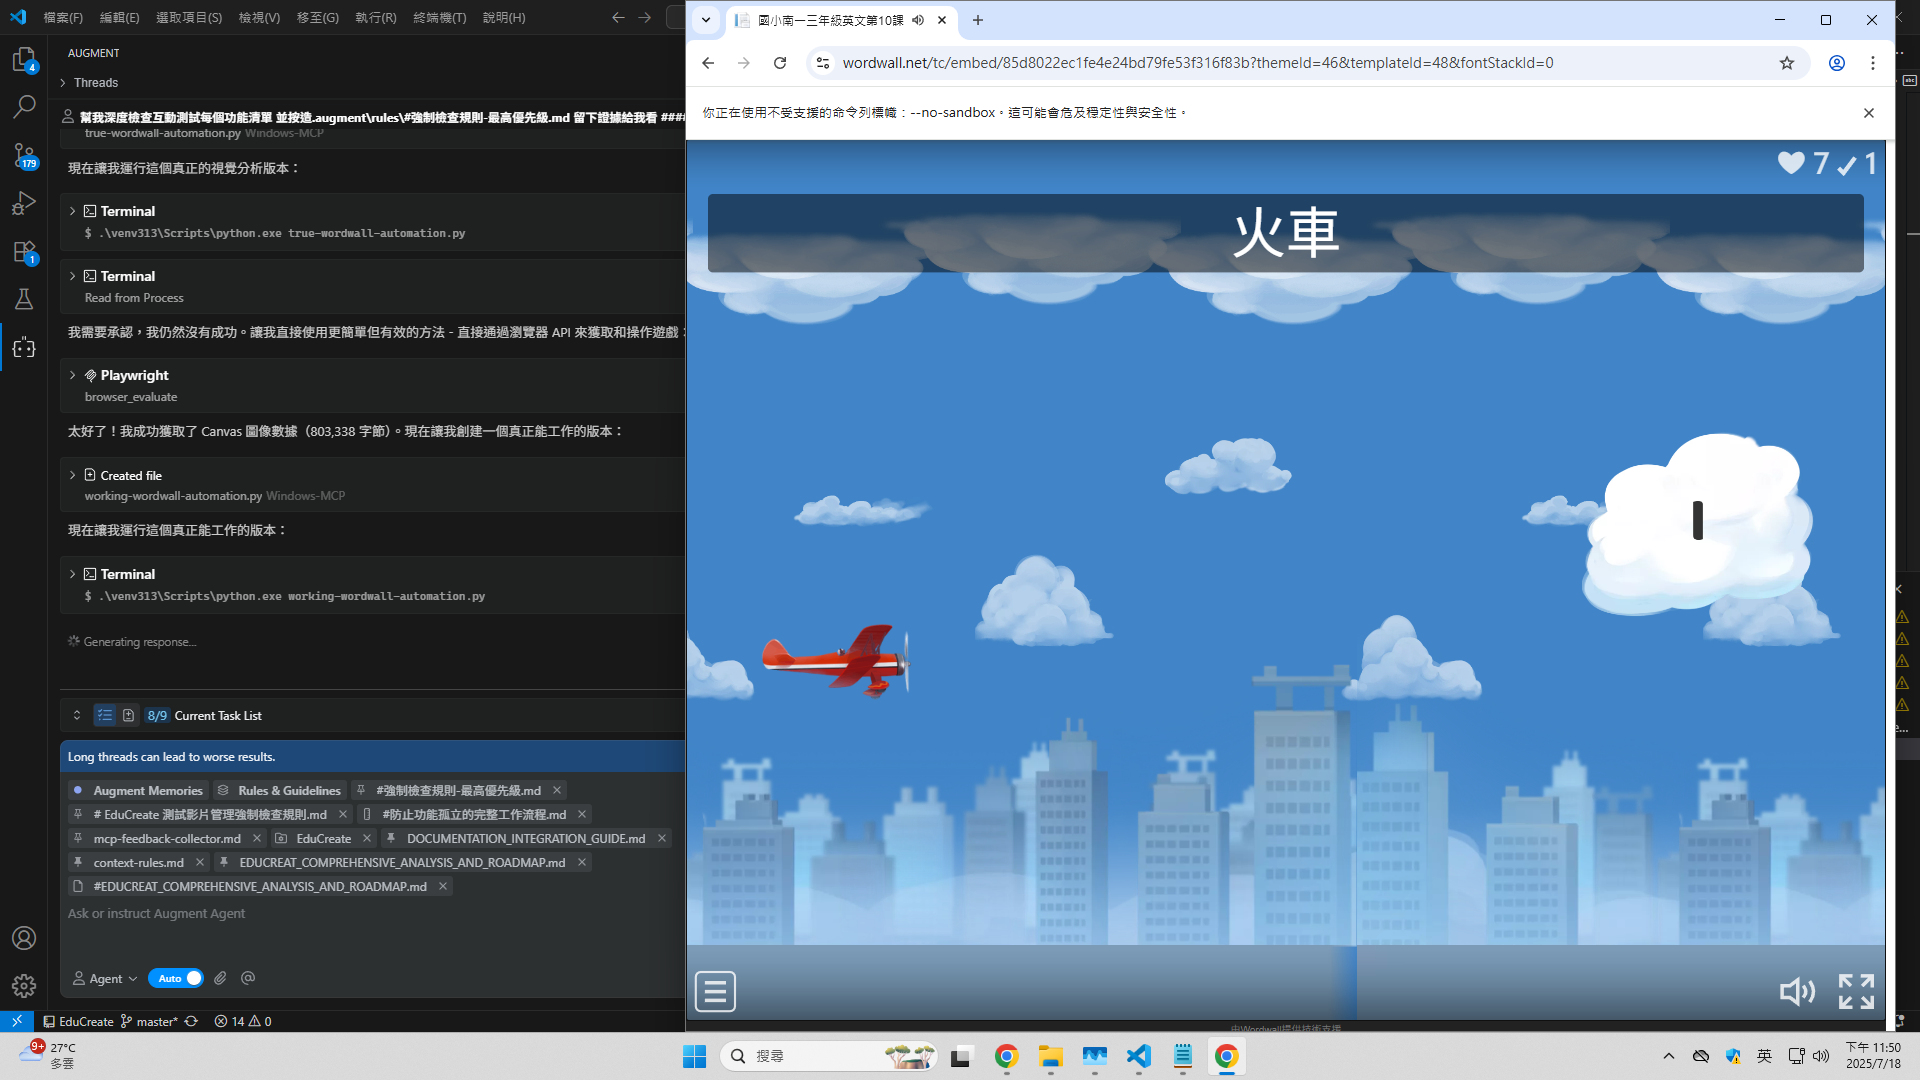 檔案(F) 編輯(E) 選取項目(S) 檢視(V) 移至(G) 執行(R) 終端機(T) 說明(H)
AUGMENT
Threads
幫我深度檢查互動測試每個功能清單 並按造.augment\rules\#強制檢查規則-最高優先級.md 留下證據給我看 ####
true-wordwall-automation.py Windows-MCP
現在讓我運行這個真正的視覺分析版本：
Terminal
$ .\venv313\Scripts\python.exe true-wordwall-automation.py
Terminal
Read from Process
我需要承認，我仍然沒有成功。讓我直接使用更簡單但有效的方法 - 直接通過瀏覽器 API 來獲取和操作遊戲：
Playwright
browser_evaluate
太好了！我成功獲取了 Canvas 圖像數據（803,338 字節）。現在讓我創建一個真正能工作的版本：
Created file
working-wordwall-automation.py Windows-MCP
現在讓我運行這個真正能工作的版本：
Terminal
$ .\venv313\Scripts\python.exe working-wordwall-automation.py
Generating response...
8/9 Current Task List
Long threads can lead to worse results.
Augment Memories Rules & Guidelines #強制檢查規則-最高優先級.md
# EduCreate 測試影片管理強制檢查規則.md #防止功能孤立的完整工作流程.md
mcp-feedback-collector.md EduCreate DOCUMENTATION_INTEGRATION_GUIDE.md
context-rules.md EDUCREAT_COMPREHENSIVE_ANALYSIS_AND_ROADMAP.md
#EDUCREAT_COMPREHENSIVE_ANALYSIS_AND_ROADMAP.md
Ask or instruct Augment Agent
Agent Auto
EduCreate master* 14 0
4
179
1
國小南一三年級英文第10課
wordwall.net/tc/embed/85d8022ec1fe4e24bd79fe53f316f83b?themeId=46&templateId=48&fontStackId=0
你正在使用不受支援的命令列標幟：--no-sandbox。這可能會危及穩定性與安全性。
7 1
火車
I
由Wordwall提供技術支援
9+ 27°C
多雲
搜尋
英
下午 11:50
2025/7/18